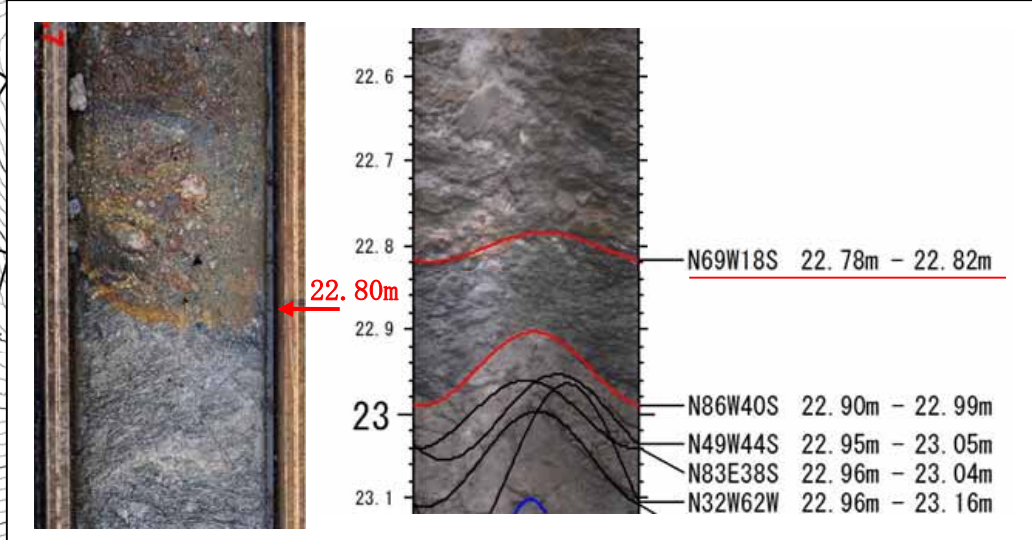 7
22.80m
22.6
22.7
22.8
22.9
23
23.1
N69W18S 22.78m - 22.82m
N86W40S 22.90m - 22.99m
N49W44S 22.95m - 23.05m
N83E38S 22.96m - 23.04m
N32W62W 22.96m - 23.16m